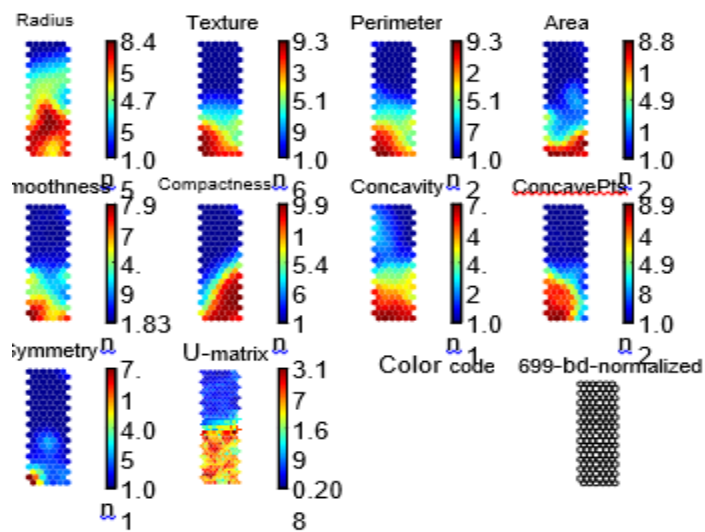 Radius Texture Perimeter Area
8.4 9.3 9.3 8.8
5 3 2 1
4.7 5.1 5.1 4.9
5 9 9 1
1.0 1.0 1.0 1.0
n n n n
5 6 2 2
moothness Compactness Concavity ConcavePts
7.9 9.9 7. 8.9
7 1 2 8
4. 5.4 4. 4.9
9 6 2 8
1.83 1 1.0 1.0
n n n n
1 2
Symmetry U-matrix Color code 699-bd-normalized
7. 3.1
1 7
4.0 1.6
5 9
1.0 0.20
n 8
1